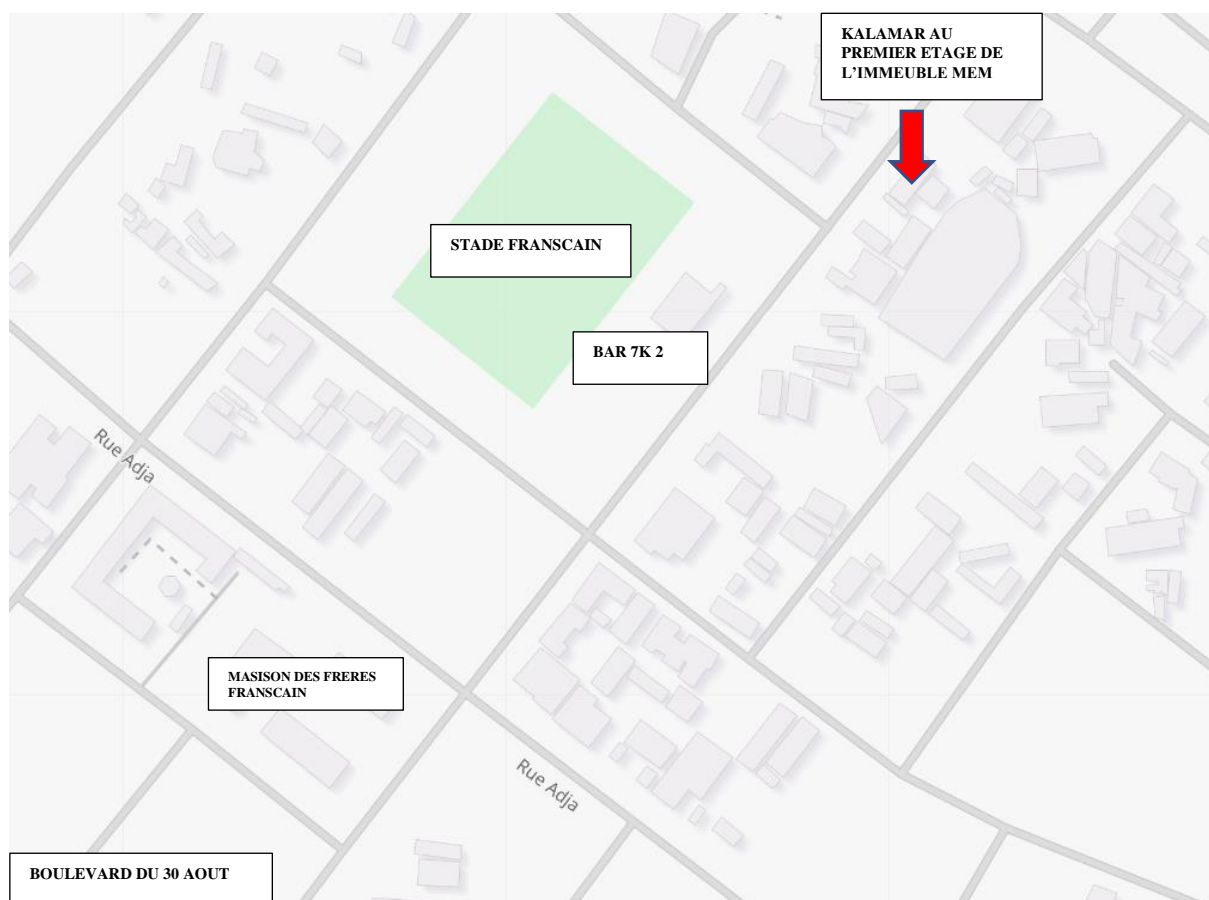 KALAMAR AU
PREMIER ETAGE DE
L'IMMEUBLE MEM
STADE FRANSCAIN
BAR 7K 2
Rue Adja
MASISON DES FRERES
FRANSCAIN
Rue Adja
BOULEVARD DU 30 AOUT